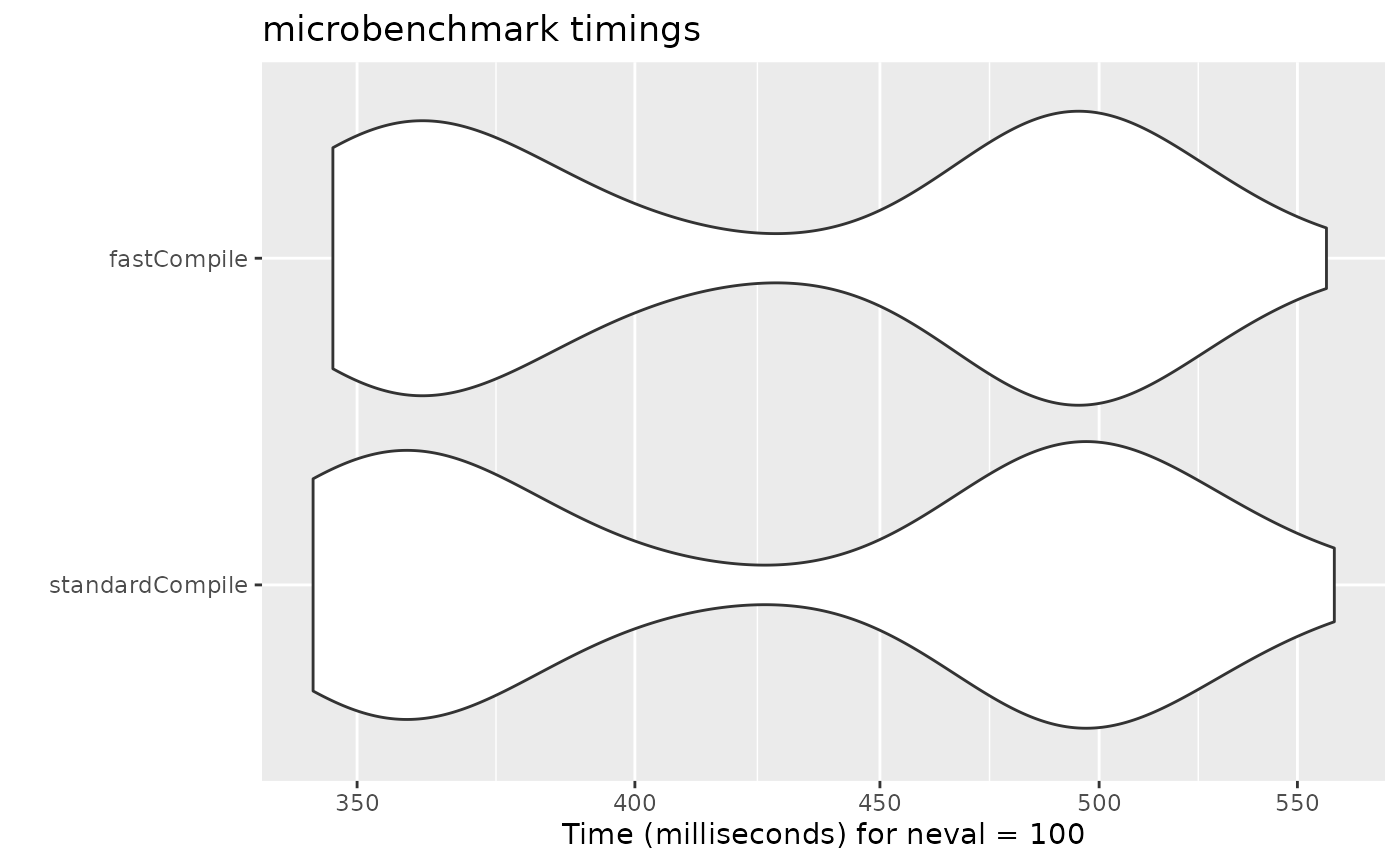 microbenchmark timings
fastCompile
standardCompile
350 400 450 500 550
Time (milliseconds) for neval = 100